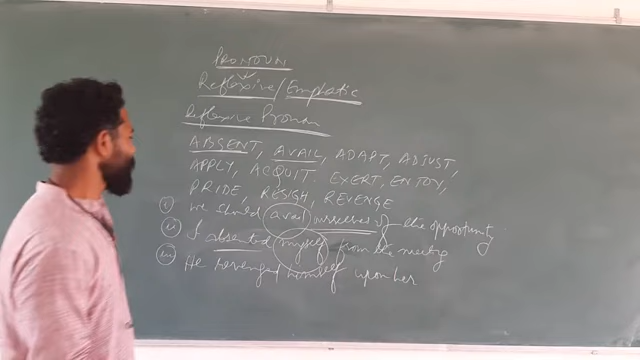 PRONOUN
Reflexive/Emphatic
Reflexive Pronoun
ABSENT, AVAIL, ADAPT, ADJUST,
APPLY, ACQUIT. EXERT, ENJOY,
PRIDE, RESIGN, REVENGE
(i) We should avail ourselves of the opportunity.
(ii) I absented myself from the meeting
(iii) He revenged himself upon her